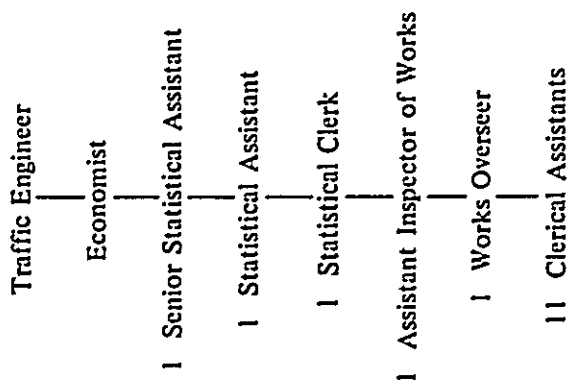 Traffic Engineer
Economist
1 Senior Statistical Assistant
1 Statistical Assistant
1 Statistical Clerk
1 Assistant Inspector of Works
1 Works Overseer
11 Clerical Assistants